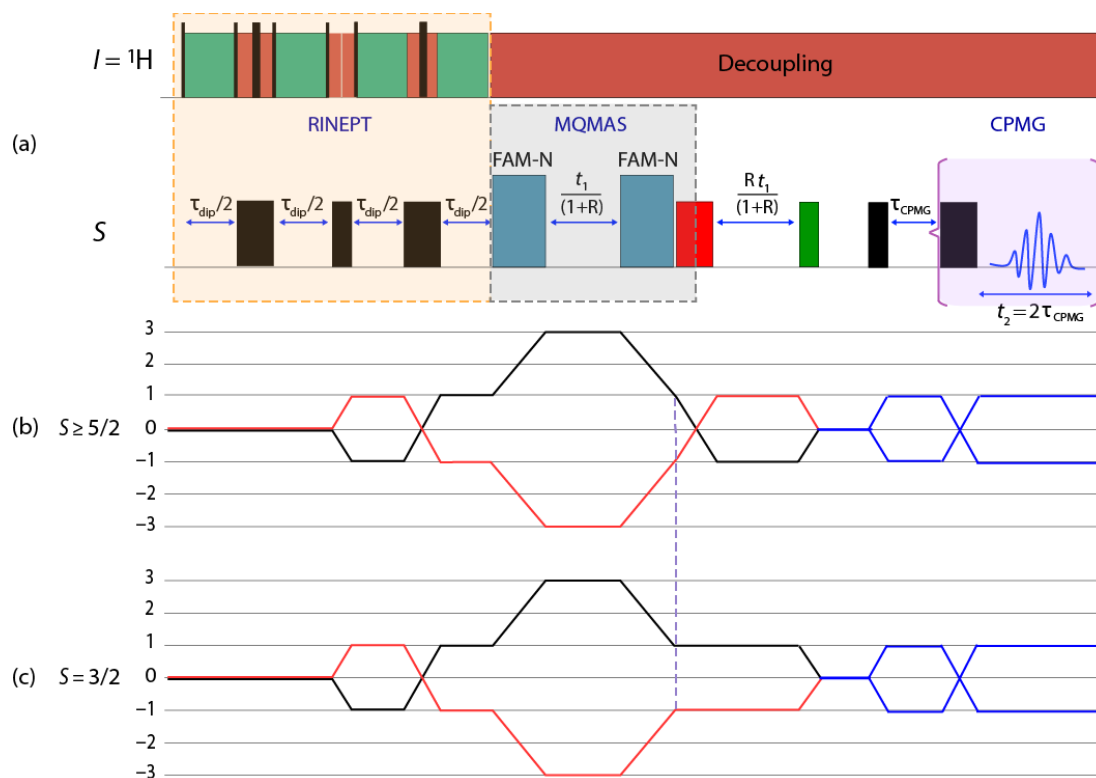 I = ¹H
Decoupling
(a)
RINEPT
MQMAS
CPMG
FAM-N
FAM-N
τdip/2
τdip/2
τdip/2
τdip/2
t₁
(1+R)
R t₁
(1+R)
τCPMG
S
t₂ = 2τCPMG
(b)
S ≥ 5/2
3
2
1
0
−1
−2
−3
(c)
S = 3/2
3
2
1
0
−1
−2
−3